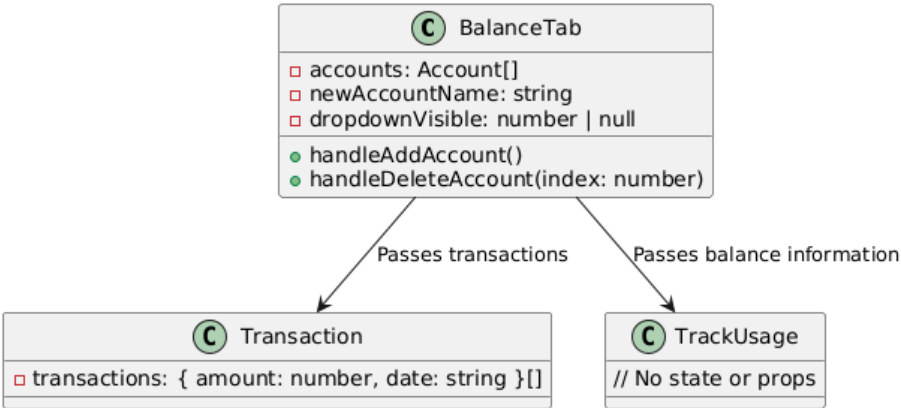 C BalanceTab
accounts: Account[]
newAccountName: string
dropdownVisible: number | null
handleAddAccount()
handleDeleteAccount(index: number)
Passes transactions
Passes balance information
C Transaction
transactions: { amount: number, date: string }[]
C TrackUsage
// No state or props